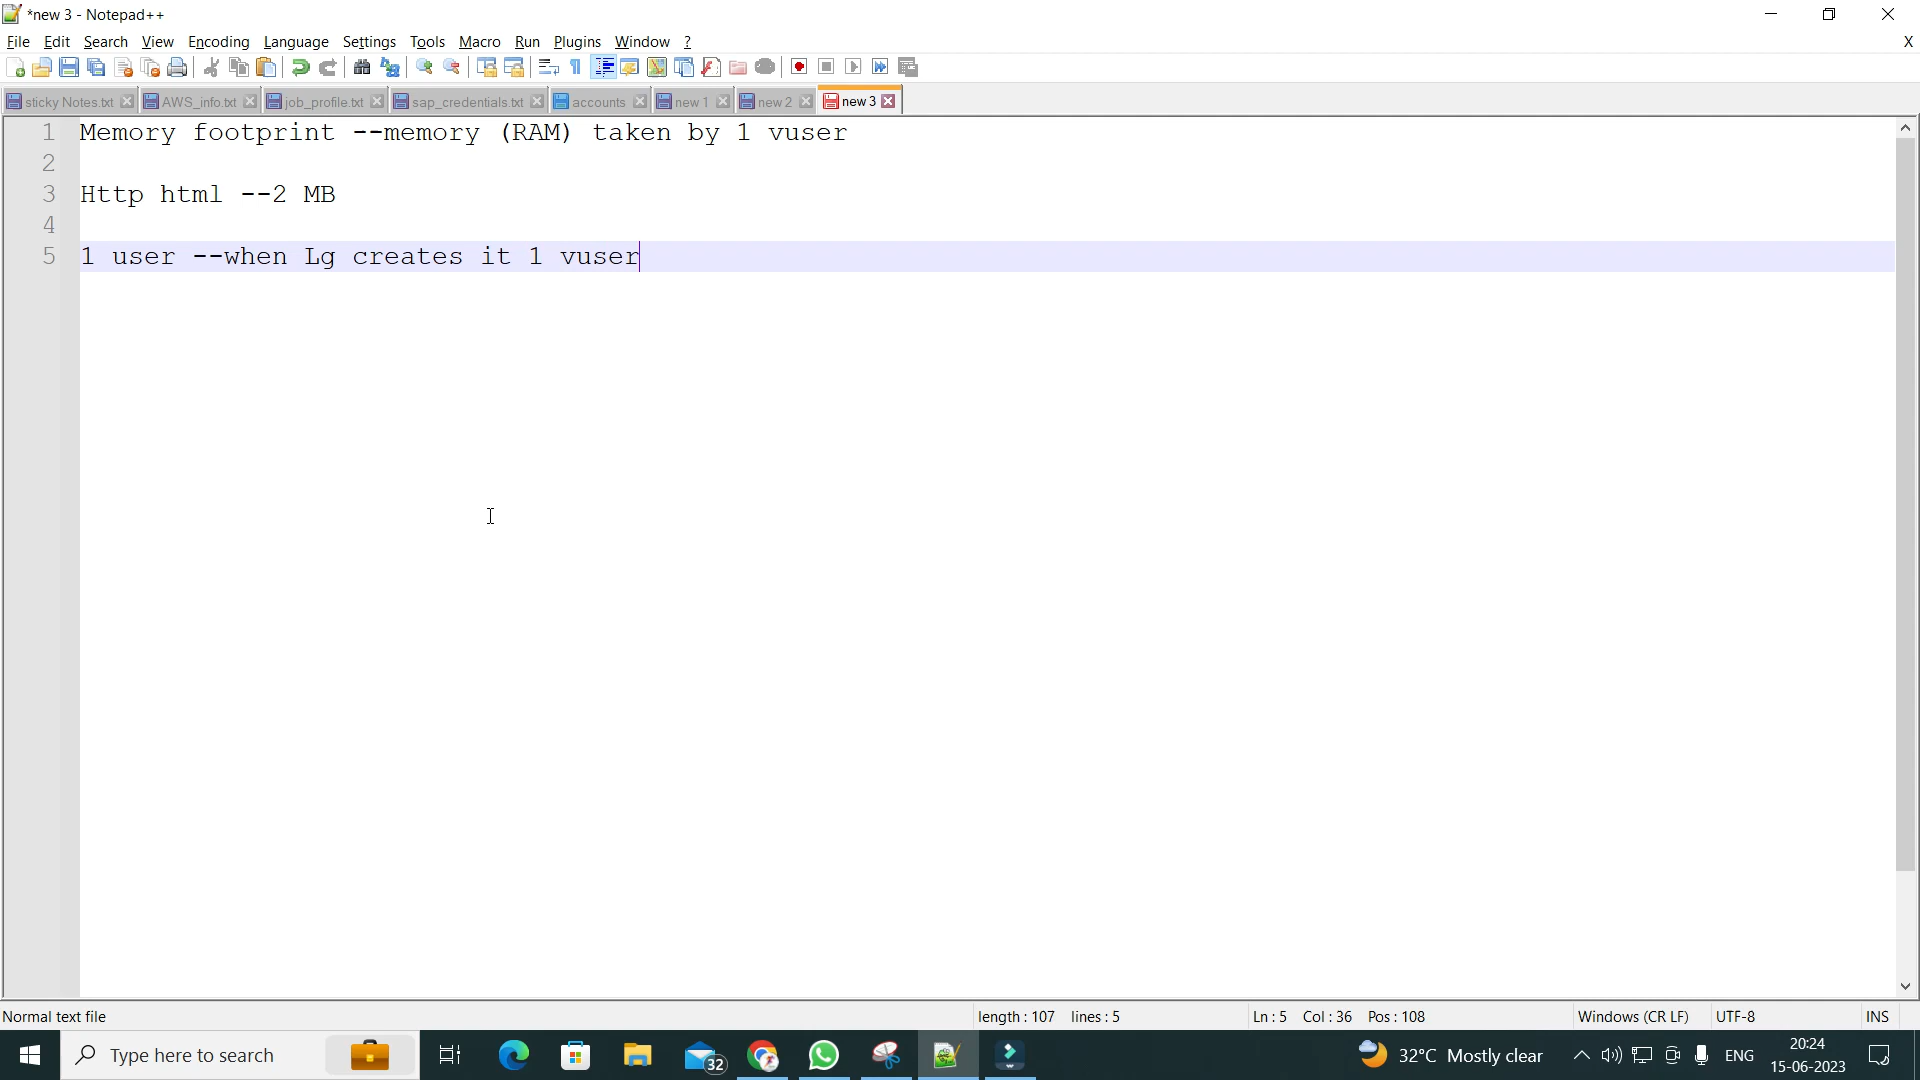 *new 3 - Notepad++
File Edit Search View Encoding Language Settings Tools Macro Run Plugins Window ? X
sticky Notes.txt AWS_info.txt job_profile.txt sap_credentials.txt accounts new 1 new 2 new 3
1 Memory footprint --memory (RAM) taken by 1 vuser
2
3 Http html --2 MB
4
5 1 user --when Lg creates it 1 vuser
Normal text file length : 107 lines : 5 Ln : 5 Col : 36 Pos : 108 Windows (CR LF) UTF-8 INS
Type here to search 32 32°C Mostly clear ENG 20:24
15-06-2023